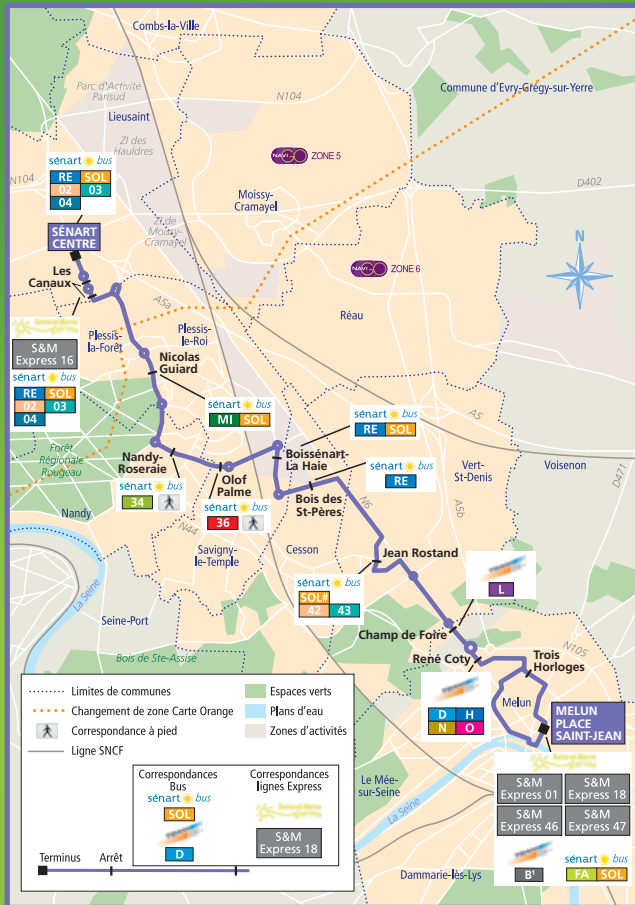 Combs-la-Ville
Parc d'Activité
Parisud
N104
Commune d'Evry-Grégy-sur-Yerre
Lieusaint
ZI des
Hauldres
sénart bus
RE SOL
02 03
04
N104
NAVIGO ZONE 5
D402
Moissy-
Cramayel
ZI de
Moissy-
Cramayel
SÉNART
CENTRE
N
Les
Canaux
NAVIGO ZONE 6
A5a
Réau
S&M
Express 16
Plessis-
la-Forêt
Plessis-
le-Roi
Nicolas
Guiard
sénart bus
RE SOL
02 03
04
sénart bus
MI SOL
sénart bus
RE SOL
A5
Forêt
Régionale
Rougeau
Nandy-
Roseraie
Boissénart-
La Haie
sénart bus
RE
Vert-
St-Denis
Voisenon
D471
sénart bus
34
Olof
Palme
Bois des
St-Pères
Nandy
sénart bus
36
N6
A5b
N44
Savigny-
le-Temple
Cesson
Jean Rostand
La Seine
sénart bus
SOL#
42 43
L
Seine-Port
Champ de Foire
Bois de Ste-Assise
René Coty
Trois
Horloges
N105
D H
N O
Melun
MELUN
PLACE
SAINT-JEAN
Limites de communes
Changement de zone Carte Orange
Correspondance à pied
Ligne SNCF
Espaces verts
Plans d'eau
Zones d'activités
Correspondances
Bus
sénart bus
SOL
D
Correspondances
lignes Express
S&M
Express 18
Terminus Arrêt
Le Mée-
sur-Seine
La Seine
S&M
Express 01
S&M
Express 18
S&M
Express 46
S&M
Express 47
B¹
sénart bus
FA SOL
Dammarie-lès-Lys